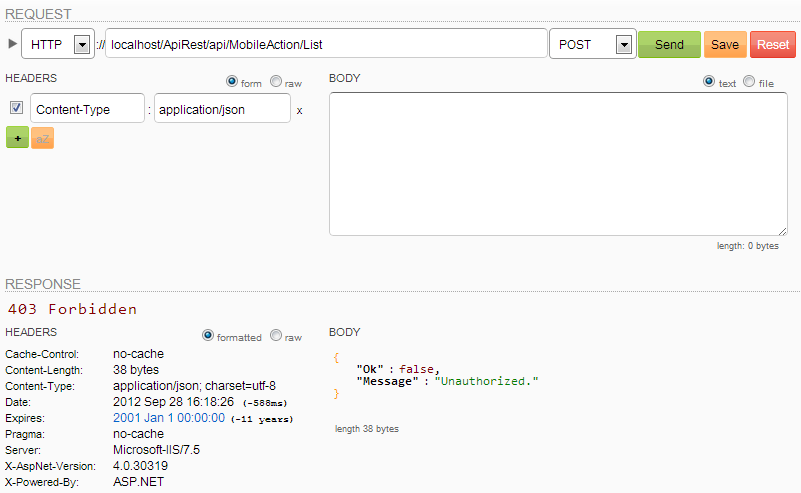 REQUEST
HTTP :// localhost/ApiRest/api/MobileAction/List POST Send Save Reset
HEADERS form raw BODY text file
Content-Type : application/json x
+ aZ
length: 0 bytes
RESPONSE
403 Forbidden
HEADERS formatted raw BODY
Cache-Control: no-cache
Content-Length: 38 bytes
Content-Type: application/json; charset=utf-8
Date: 2012 Sep 28 16:18:26 (-588ms)
Expires: 2001 Jan 1 00:00:00 (-11 years)
Pragma: no-cache
Server: Microsoft-IIS/7.5
X-AspNet-Version: 4.0.30319
X-Powered-By: ASP.NET
{
"Ok" : false,
"Message" : "Unauthorized."
}
length 38 bytes